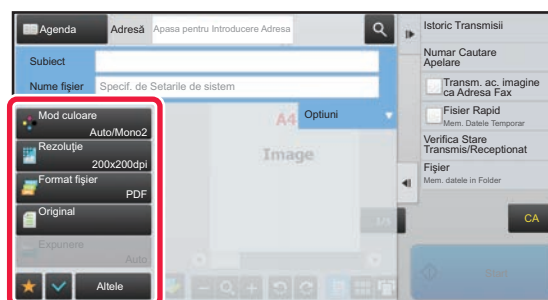 Agenda
Adresă
Apasa pentru Introducere Adresa
Subiect
Nume fișier
Specif. de Setarile de sistem
Mod culoare
Auto/Mono2
Rezoluţie
200x200dpi
Format fişier
PDF
Original
Expunere
Auto
Altele
Optiuni
A4
Image
1/3
Istoric Transmisii
Numar Cautare
Apelare
Transm. ac. imagine
ca Adresa Fax
Fisier Rapid
Mem. Datele Temporar
Verifica Stare
Transmis/Receptionat
Fişier
Mem. datele in Folder
CA
Start